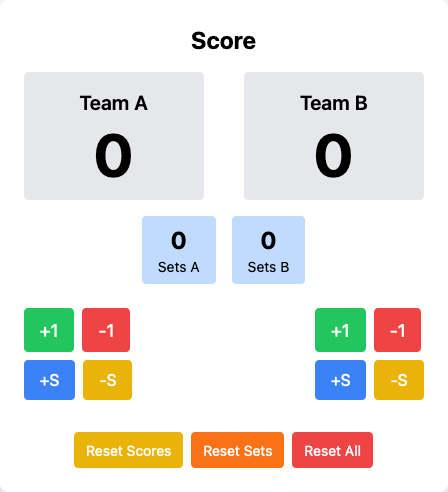 Score
Team A Team B
0 0
0 0
Sets A Sets B
+1 -1 +1 -1
+S -S +S -S
Reset Scores Reset Sets Reset All